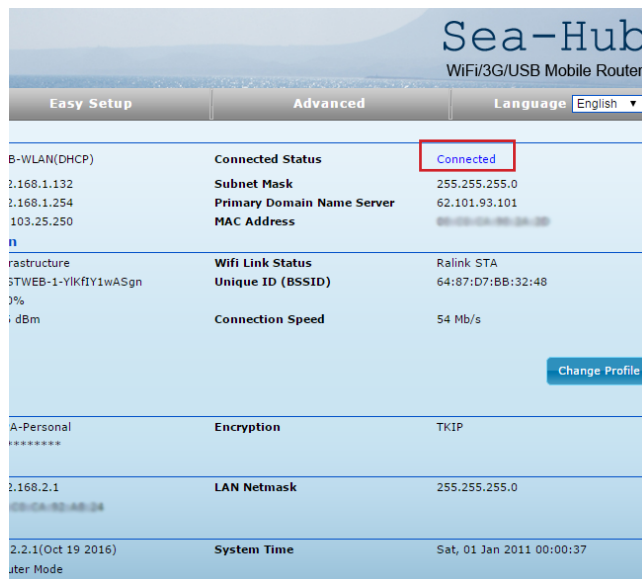 Sea-Hub
WiFi/3G/USB Mobile Router
Easy Setup Advanced Language English ▼
B-WLAN(DHCP) Connected Status Connected
2.168.1.132 Subnet Mask 255.255.255.0
2.168.1.254 Primary Domain Name Server 62.101.93.101
103.25.250 MAC Address
n
rastructure Wifi Link Status Ralink STA
STWEB-1-YlKfIY1wASgn Unique ID (BSSID) 64:87:D7:BB:32:48
0%
dBm Connection Speed 54 Mb/s
Change Profile
A-Personal Encryption TKIP
*********
2.168.2.1 LAN Netmask 255.255.255.0
2.2.1(Oct 19 2016) System Time Sat, 01 Jan 2011 00:00:37
uter Mode